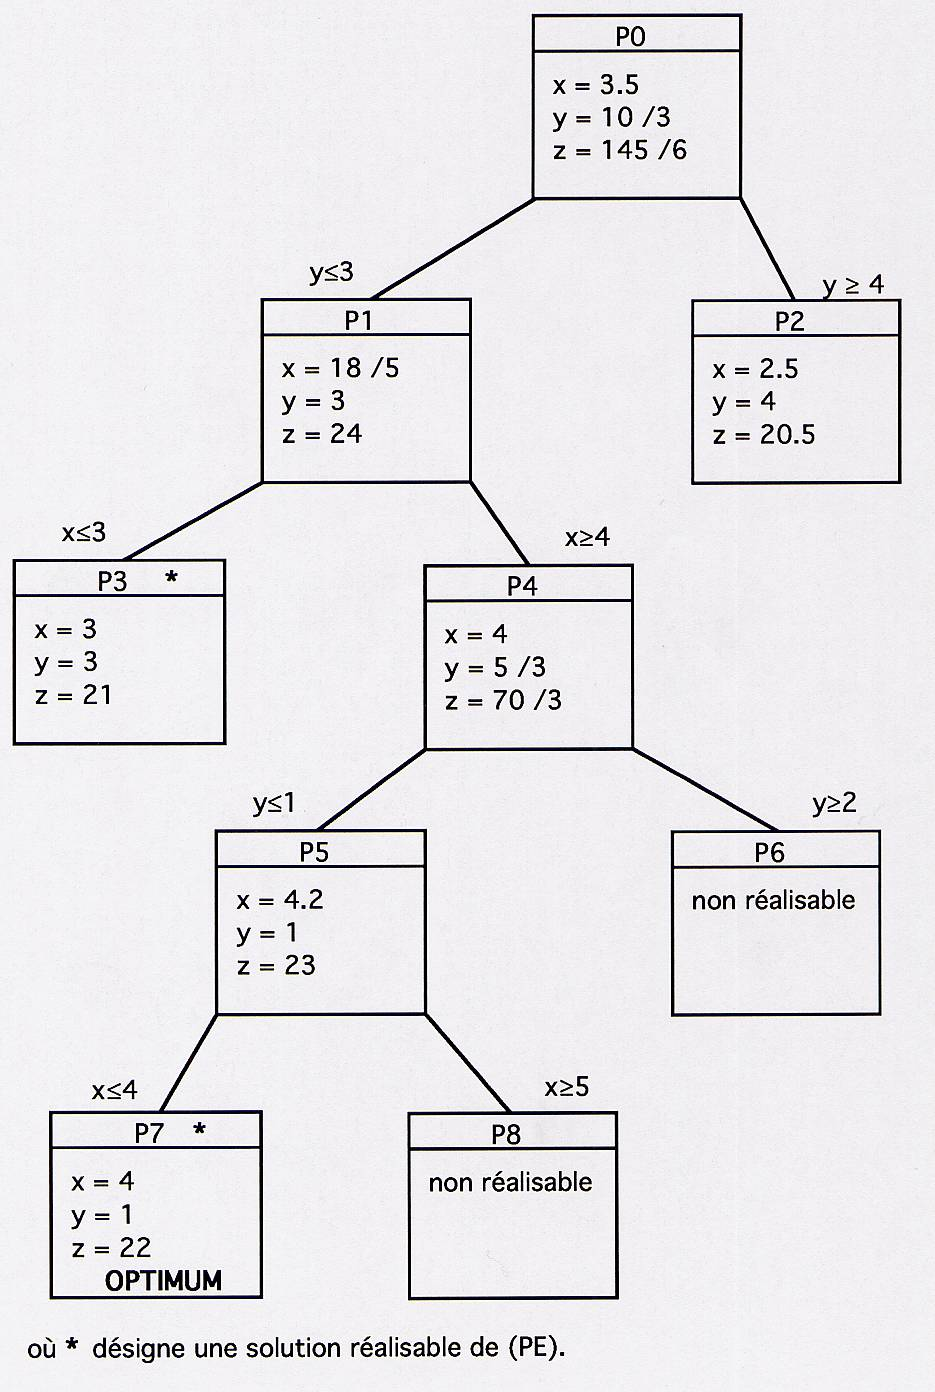 P0
x = 3.5
y = 10 /3
z = 145 /6
y≤3
y ≥ 4
P1
x = 18 /5
y = 3
z = 24
P2
x = 2.5
y = 4
z = 20.5
x≤3
x≥4
P3 *
x = 3
y = 3
z = 21
P4
x = 4
y = 5 /3
z = 70 /3
y≤1
y≥2
P5
x = 4.2
y = 1
z = 23
P6
non réalisable
x≤4
x≥5
P7 *
x = 4
y = 1
z = 22
OPTIMUM
P8
non réalisable
où * désigne une solution réalisable de (PE).